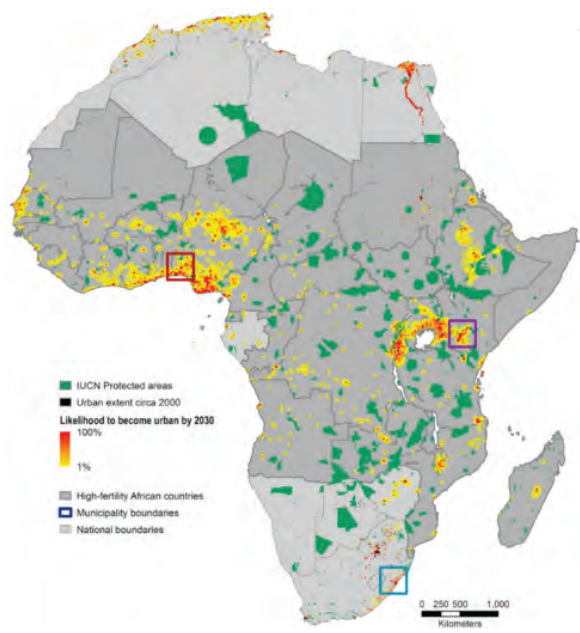 IUCN Protected areas
Urban extent circa 2000
Likelihood to become urban by 2030
100%
1%
High-fertility African countries
Municipality boundaries
National boundaries
0 250 500 1,000
Kilometers